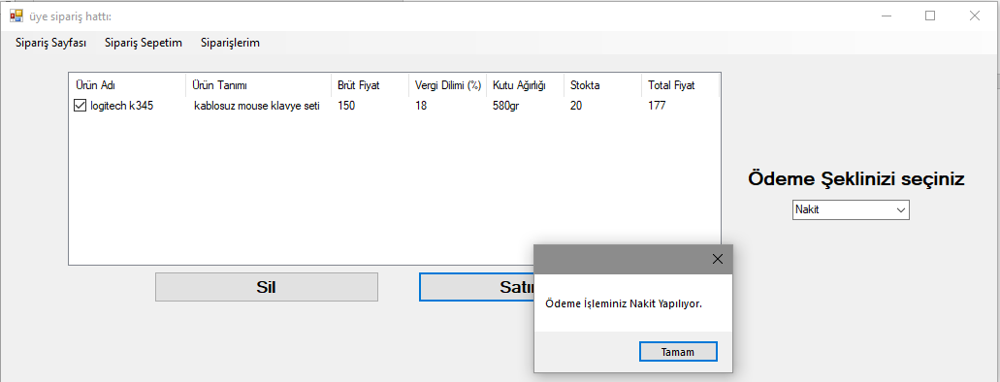 üye sipariş hattı:
Sipariş Sayfası Sipariş Sepetim Siparişlerim
Ürün Adı Ürün Tanımı Brüt Fiyat Vergi Dilimi (%) Kutu Ağırlığı Stokta Total Fiyat
logitech k345 kablosuz mouse klavye seti 150 18 580gr 20 177
Ödeme Şeklinizi seçiniz
Nakit
Sil
Ödeme İşleminiz Nakit Yapılıyor.
Tamam